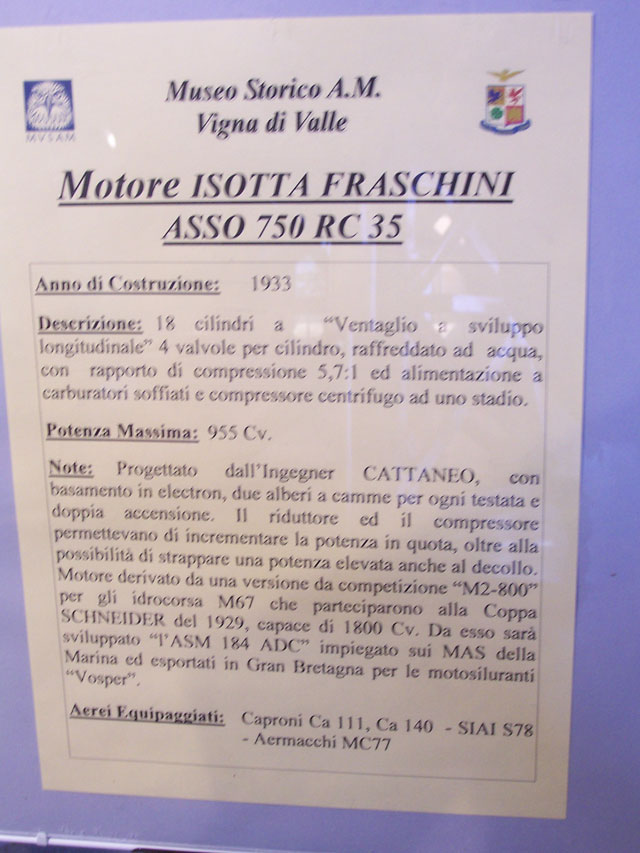 Museo Storico A.M.
Vigna di Valle
MVSAM
Motore ISOTTA FRASCHINI
ASSO 750 RC 35
Anno di Costruzione: 1933
Descrizione: 18 cilindri a "Ventaglio a sviluppo
longitudinale" 4 valvole per cilindro, raffreddato ad acqua,
con rapporto di compressione 5,7:1 ed alimentazione a
carburatori soffiati e compressore centrifugo ad uno stadio.
Potenza Massima: 955 Cv.
Note: Progettato dall'Ingegner CATTANEO, con
basamento in electron, due alberi a camme per ogni testata e
doppia accensione. Il riduttore ed il compressore
permettevano di incrementare la potenza in quota, oltre alla
possibilità di strappare una potenza elevata anche al decollo.
Motore derivato da una versione da competizione "M2-800"
per gli idrocorsa M67 che parteciparono alla Coppa
SCHNEIDER del 1929, capace di 1800 Cv. Da esso sarà
sviluppato "l'ASM 184 ADC" impiegato sui MAS della
Marina ed esportati in Gran Bretagna per le motosiluranti
"Vosper".
Aerei Equipaggiati: Caproni Ca 111, Ca 140 - SIAI S78
- Aermacchi MC77